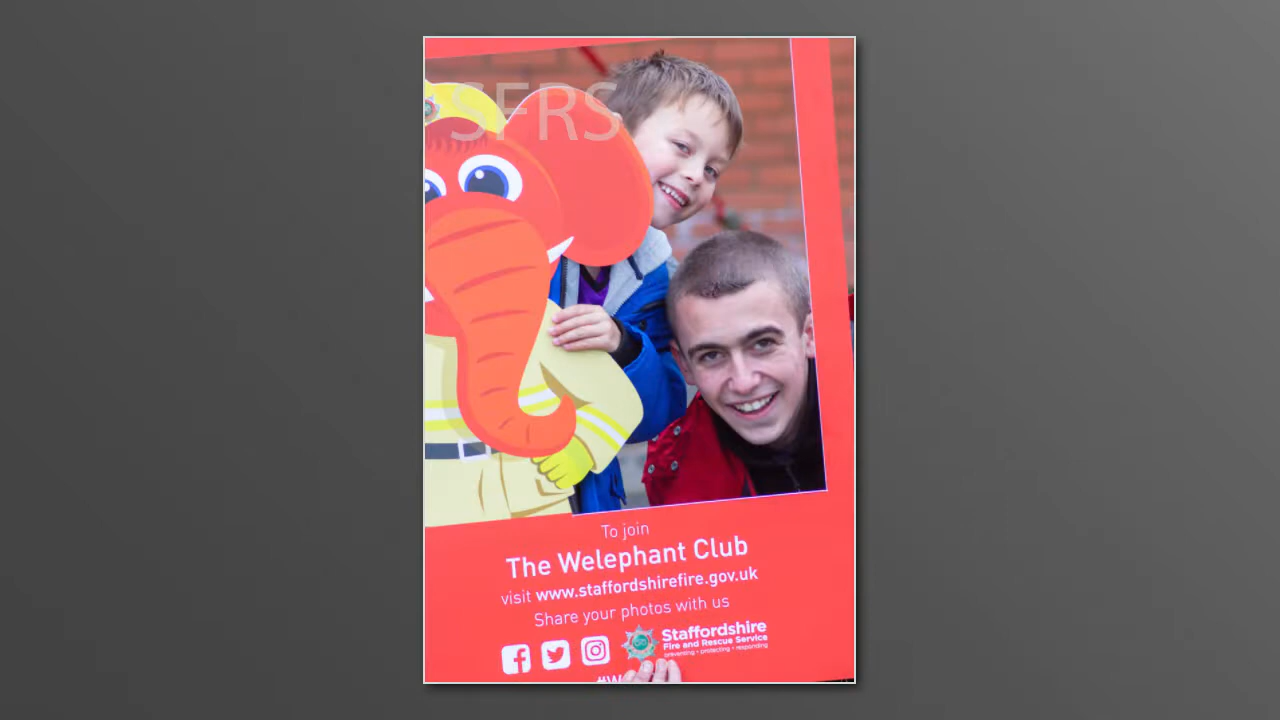 SFRS
To join
The Welephant Club
visit www.staffordshirefire.gov.uk
Share your photos with us
Staffordshire
Fire and Rescue Service
preventing • protecting • responding